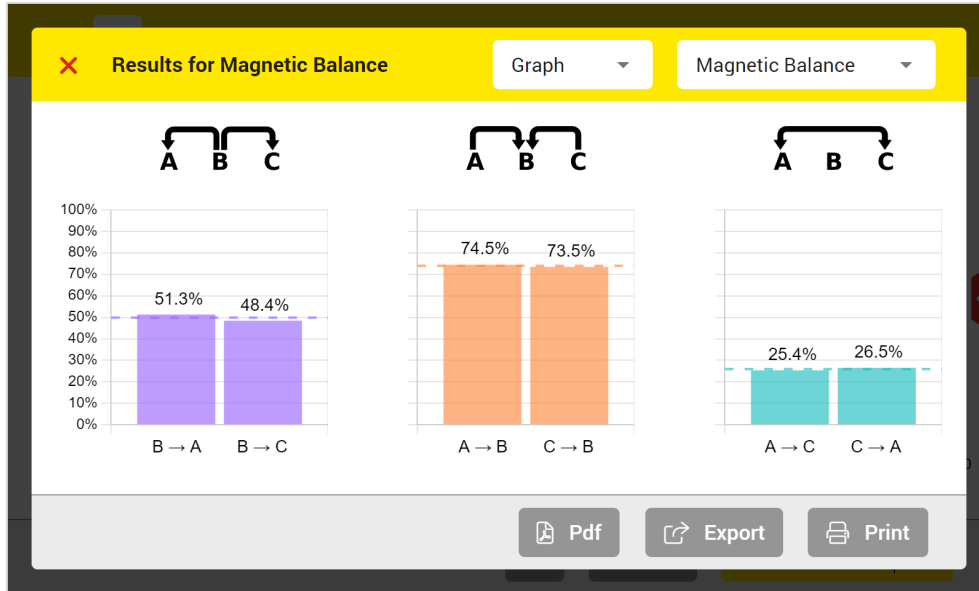 Results for Magnetic Balance
Graph
Magnetic Balance
A B C
A B C
A B C
100%
90%
80%
70%
60%
50%
40%
30%
20%
10%
0%
51.3%
48.4%
B → A
B → C
74.5%
73.5%
A → B
C → B
25.4%
26.5%
A → C
C → A
Pdf
Export
Print